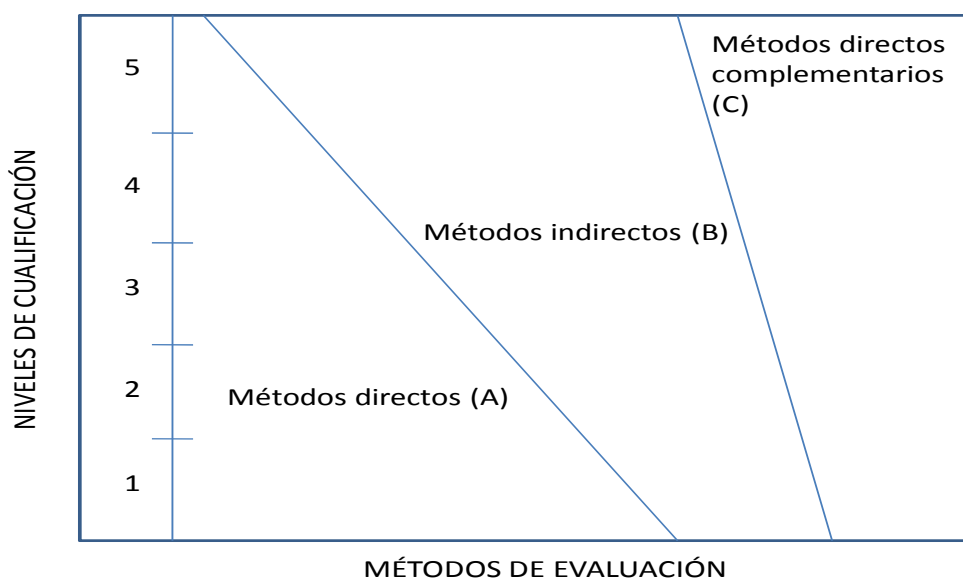 NIVELES DE CUALIFICACIÓN
5
4
3
2
1
Métodos directos
complementarios
(C)
Métodos indirectos (B)
Métodos directos (A)
MÉTODOS DE EVALUACIÓN